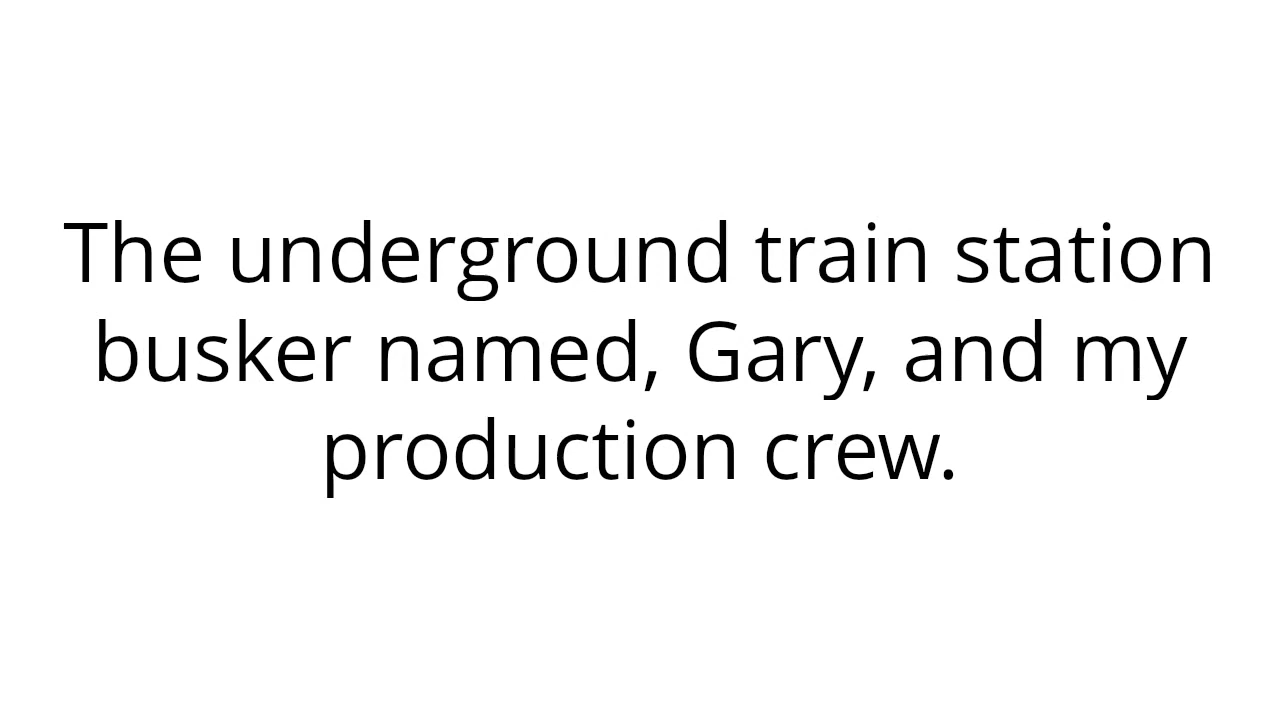 The underground train station
busker named, Gary, and my
production crew.